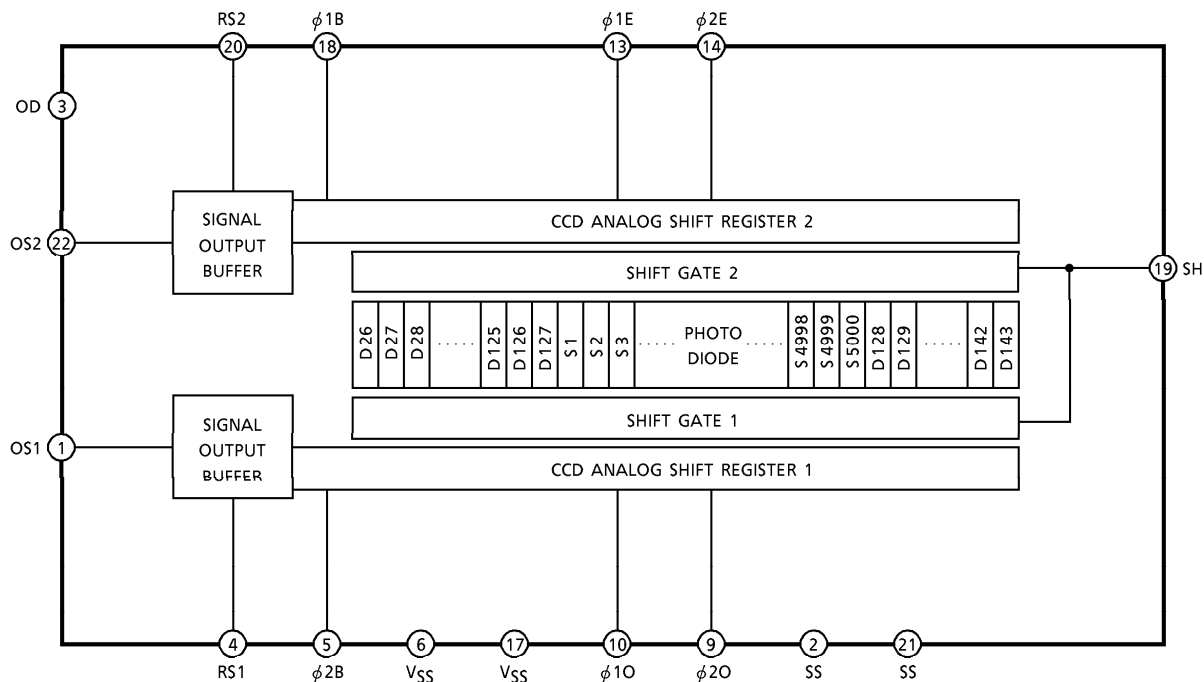 RS2 ϕ1B ϕ1E ϕ2E
20 18 13 14
OD 3
SIGNAL
OUTPUT
BUFFER
CCD ANALOG SHIFT REGISTER 2
OS2 22
SHIFT GATE 2
19 SH
D26 D27 D28 ····· D125 D126 D127 S1 S2 S3 ····· PHOTO DIODE ····· S4998 S4999 S5000 D128 D129 ····· D142 D143
SHIFT GATE 1
SIGNAL
OUTPUT
BUFFER
OS1 1
CCD ANALOG SHIFT REGISTER 1
4 5 6 17 10 9 2 21
RS1 ϕ2B VSS VSS ϕ1O ϕ2O SS SS